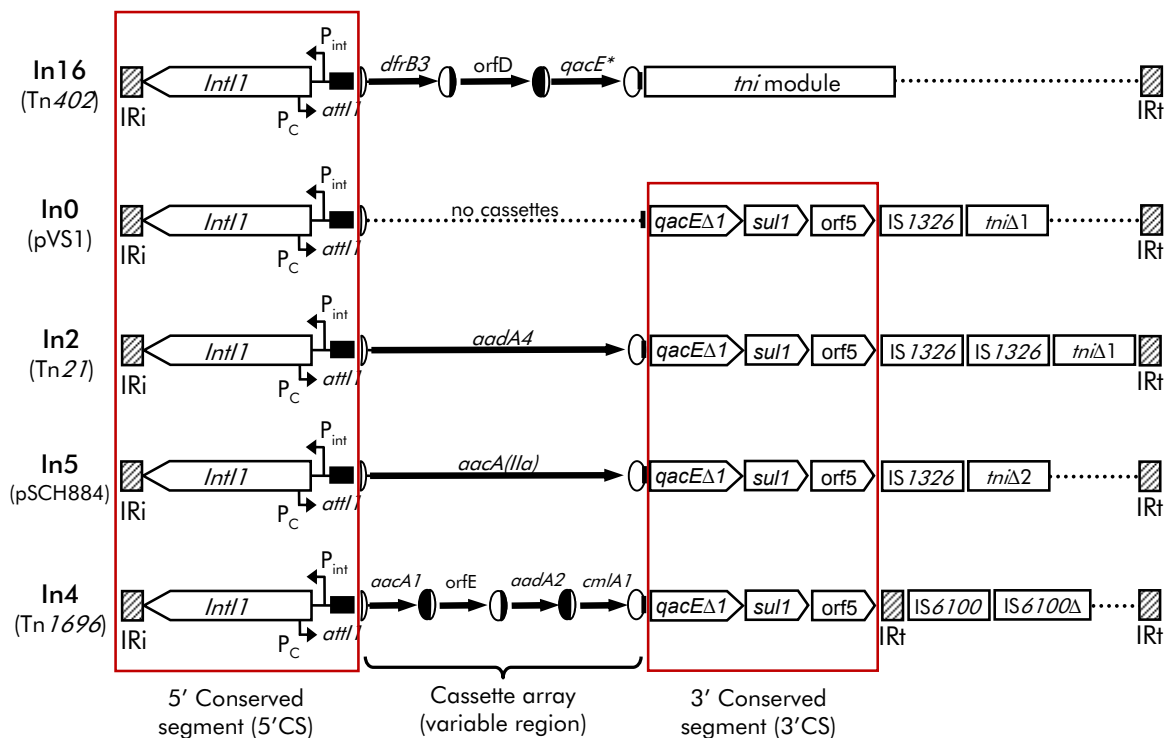 In16
(Tn402)
IRi
IntI1
Pint
PC
attI1
dfrB3
orfD
qacE*
tni module
IRt
In0
(pVS1)
IRi
IntI1
Pint
PC
attI1
no cassettes
qacEΔ1
sul1
orf5
IS1326
tniΔ1
IRt
In2
(Tn21)
IRi
IntI1
Pint
PC
attI1
aadA4
qacEΔ1
sul1
orf5
IS1326
IS1326
tniΔ1
IRt
In5
(pSCH884)
IRi
IntI1
Pint
PC
attI1
aacA(IIa)
qacEΔ1
sul1
orf5
IS1326
tniΔ2
IRt
In4
(Tn1696)
IRi
IntI1
Pint
PC
attI1
aacA1
orfE
aadA2
cmlA1
qacEΔ1
sul1
orf5
IRt
IS6100
IS6100Δ
IRt
5’ Conserved
segment (5’CS)
Cassette array
(variable region)
3’ Conserved
segment (3’CS)